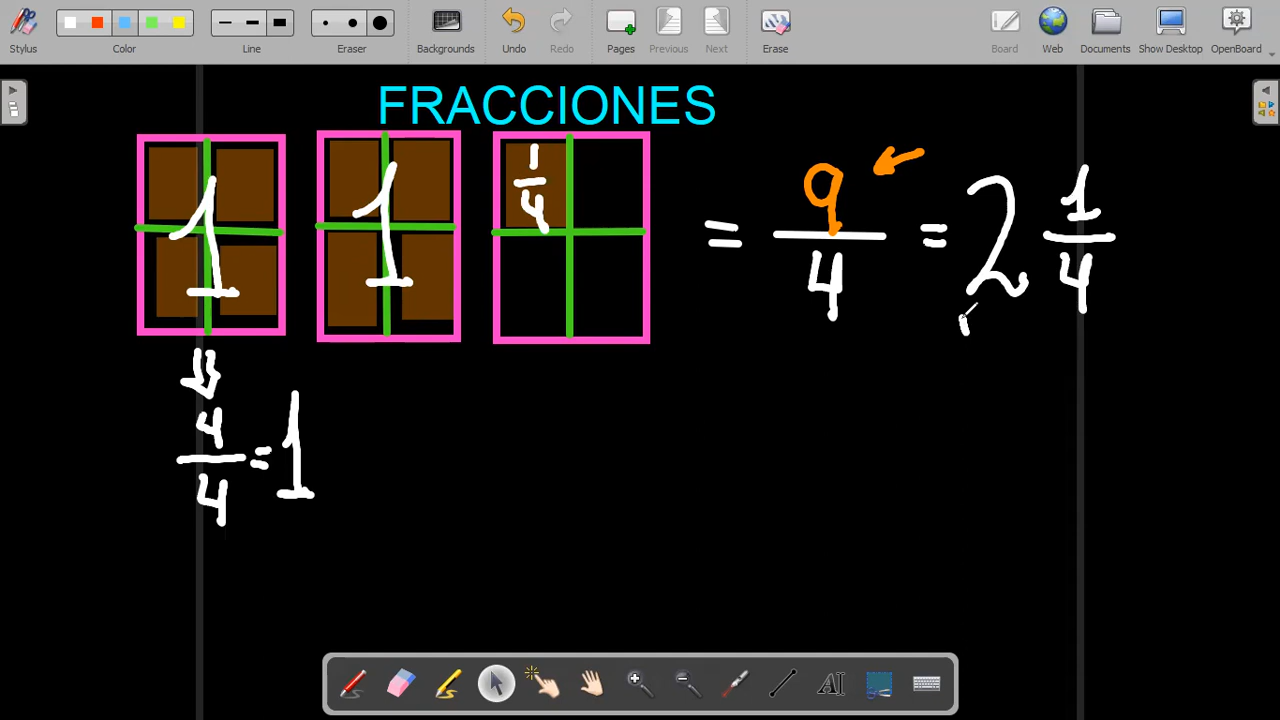 Stylus Color Line Eraser Backgrounds Undo Redo Pages Previous Next Erase Board Web Documents Show Desktop OpenBoard
FRACCIONES
1 1 1/4 = 9/4 = 2 1/4
4/4 = 1